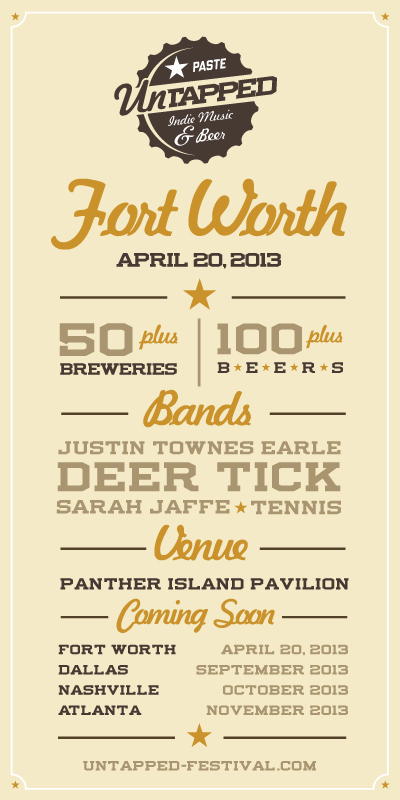 PASTE
UNTAPPED
Indie Music
& Beer
Fort Worth
APRIL 20, 2013
50 plus
BREWERIES
100 plus
B★E★E★R★S
Bands
JUSTIN TOWNES EARLE
DEER TICK
SARAH JAFFE ★ TENNIS
Venue
PANTHER ISLAND PAVILION
Coming Soon
FORT WORTH APRIL 20, 2013
DALLAS SEPTEMBER 2013
NASHVILLE OCTOBER 2013
ATLANTA NOVEMBER 2013
UNTAPPED-FESTIVAL.COM